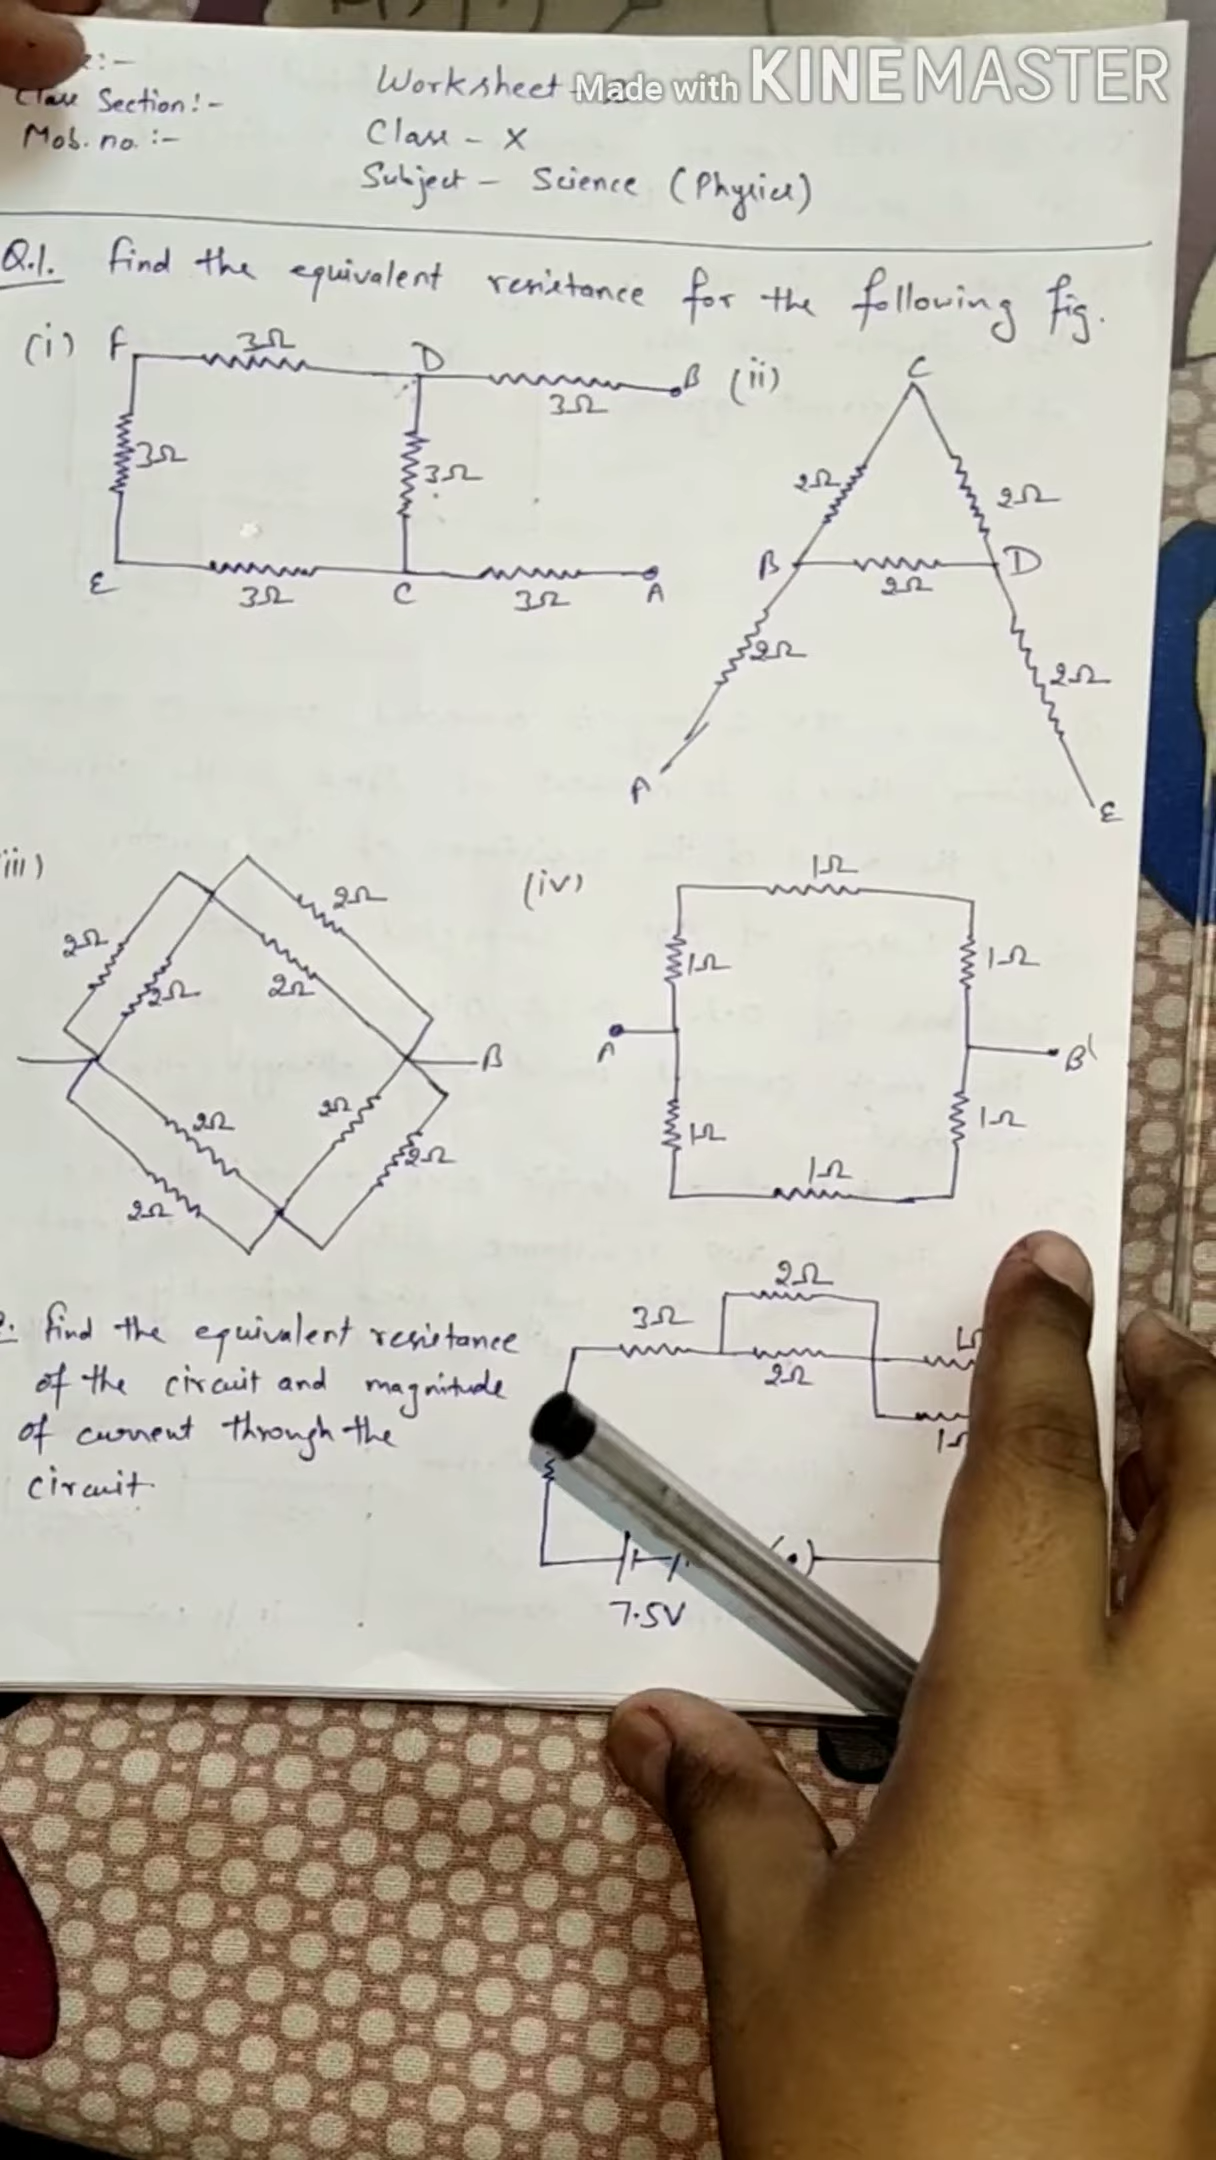 Made with KINEMASTER
Worksheet -
Class Section :-
Class - X
Mob. no. :-
Subject - Science (Physics)
Q.1. find the equivalent resistance for the following fig.
(i) F 3Ω D B
3Ω
3Ω
3Ω
E 3Ω C 3Ω A
(ii) C
2Ω 2Ω
B D
2Ω
2Ω 2Ω
A E
iii)
2Ω
2Ω
2Ω 2Ω
B
2Ω 2Ω
2Ω
2Ω
(iv) 1Ω
1Ω 1Ω
A B
1Ω 1Ω
1Ω
find the equivalent resistance
of the circuit and magnitude
of current through the
circuit.
2Ω
3Ω
2Ω
7.5V